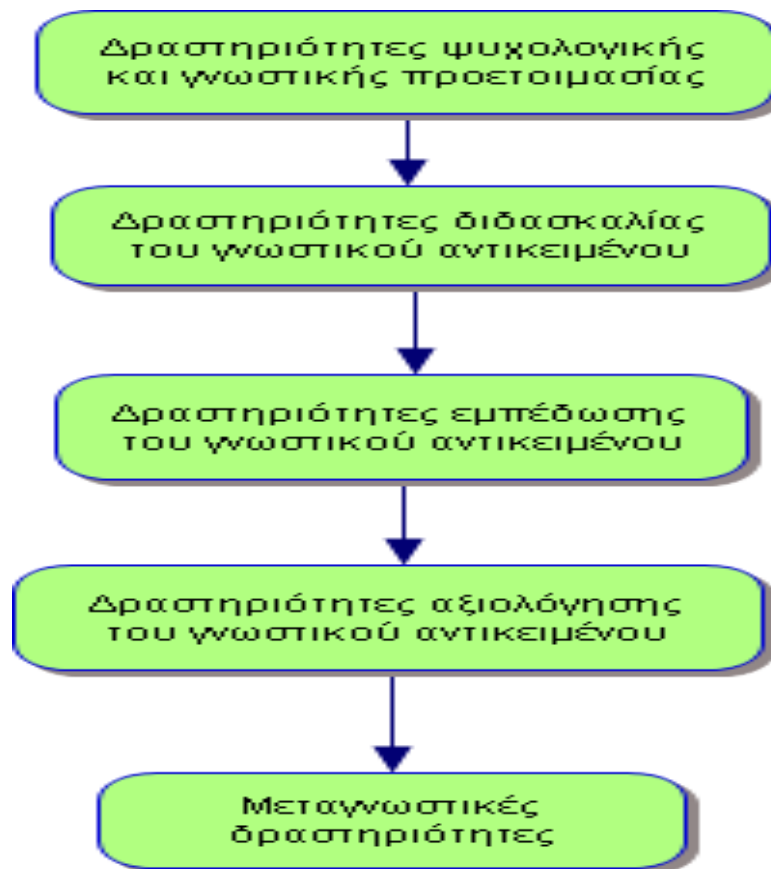 Δραστηριότητες ψυχολογικής
και γνωστικής προετοιμασίας
Δραστηριότητες διδασκαλίας
του γνωστικού αντικειμένου
Δραστηριότητες εμπέδωσης
του γνωστικού αντικειμένου
Δραστηριότητες αξιολόγησης
του γνωστικού αντικειμένου
Μεταγνωστικές
δραστηριότητες